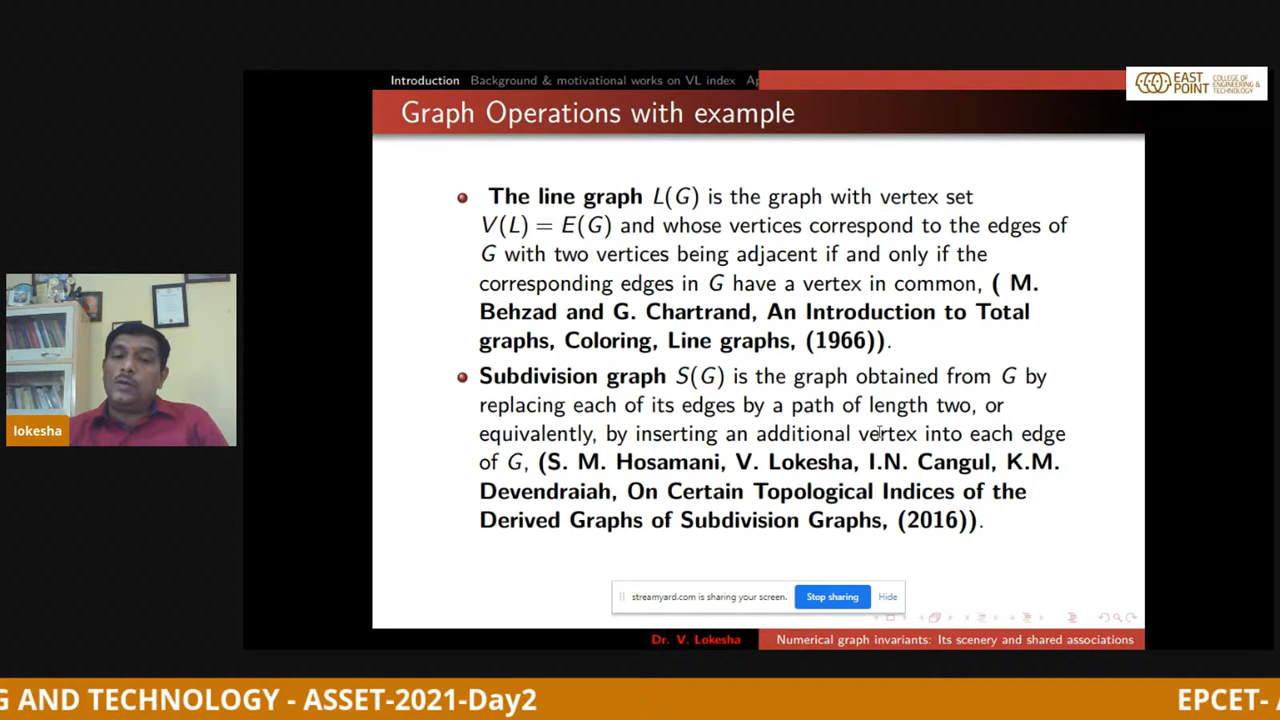 Introduction Background & motivational works on VL index Ap
EAST POINT COLLEGE OF ENGINEERING & TECHNOLOGY
Graph Operations with example
The line graph L(G) is the graph with vertex set
V(L) = E(G) and whose vertices correspond to the edges of
G with two vertices being adjacent if and only if the
corresponding edges in G have a vertex in common, ( M.
Behzad and G. Chartrand, An Introduction to Total
graphs, Coloring, Line graphs, (1966)).
Subdivision graph S(G) is the graph obtained from G by
replacing each of its edges by a path of length two, or
equivalently, by inserting an additional vertex into each edge
of G, (S. M. Hosamani, V. Lokesha, I.N. Cangul, K.M.
Devendraiah, On Certain Topological Indices of the
Derived Graphs of Subdivision Graphs, (2016)).
lokesha
streamyard.com is sharing your screen. Stop sharing Hide
Dr. V. Lokesha Numerical graph invariants: Its scenery and shared associations
G AND TECHNOLOGY - ASSET-2021-Day2 EPCET-